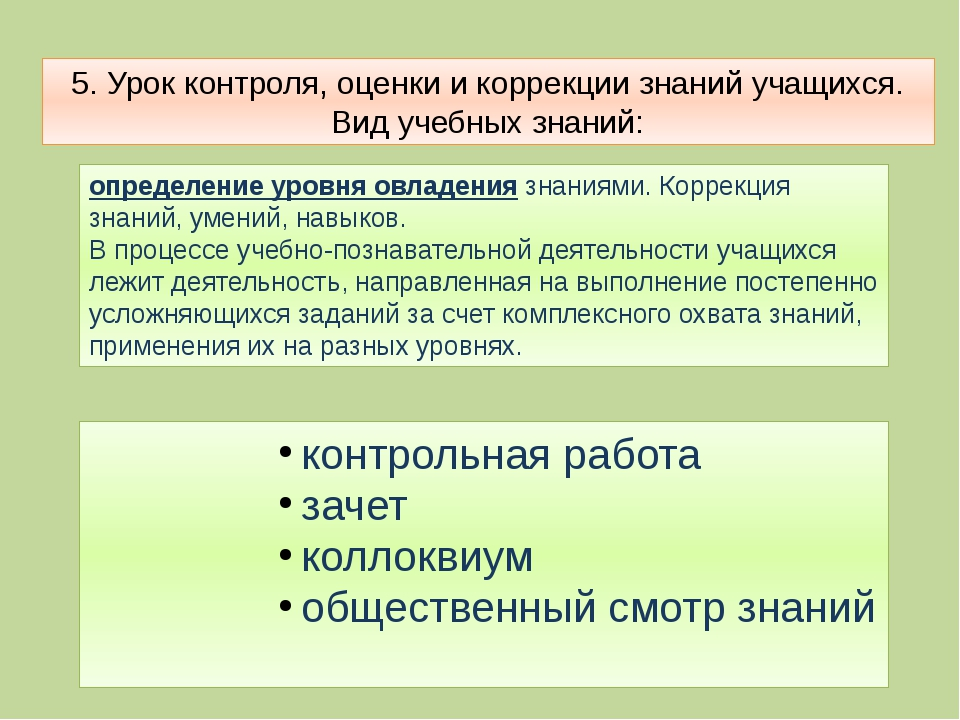 5. Урок контроля, оценки и коррекции знаний учащихся.
Вид учебных знаний:
определение уровня овладения знаниями. Коррекция
знаний, умений, навыков.
В процессе учебно-познавательной деятельности учащихся
лежит деятельность, направленная на выполнение постепенно
усложняющихся заданий за счет комплексного охвата знаний,
применения их на разных уровнях.
• контрольная работа
• зачет
• коллоквиум
• общественный смотр знаний